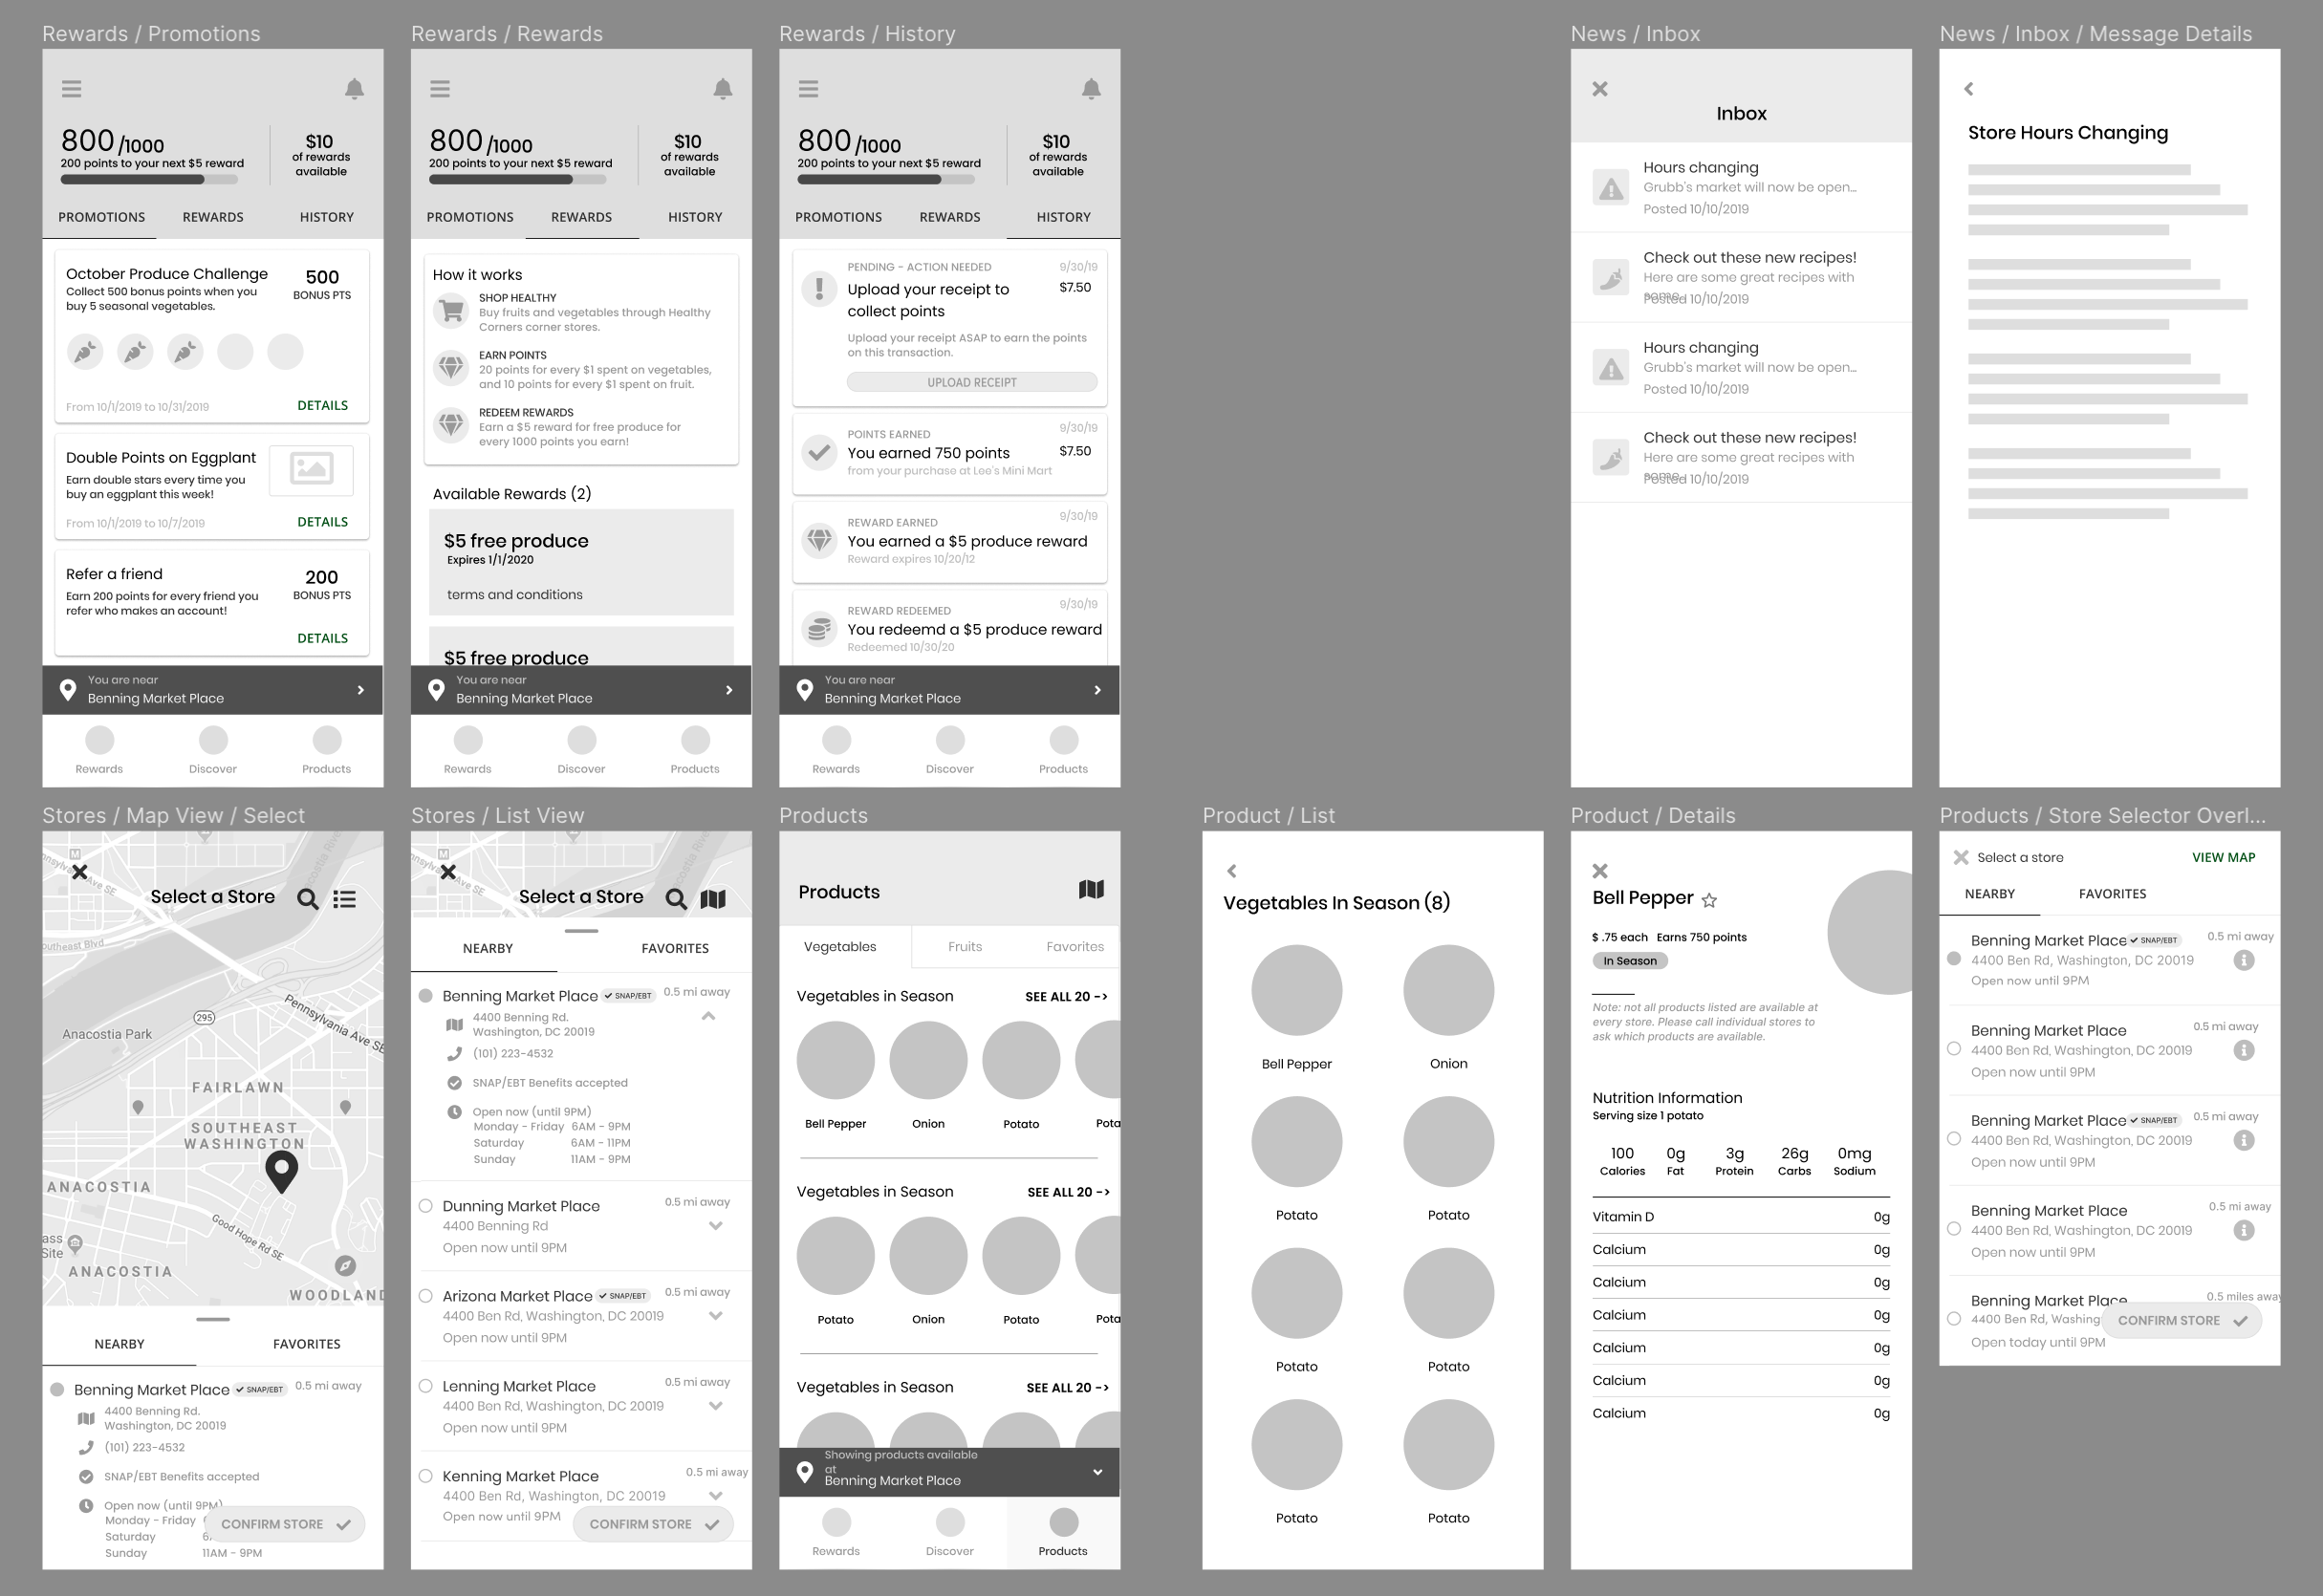 Rewards / Promotions
800 /1000
200 points to your next $5 reward
$10
of rewards
available
PROMOTIONS REWARDS HISTORY
October Produce Challenge
Collect 500 bonus points when you
buy 5 seasonal vegetables.
500
BONUS PTS
From 10/1/2019 to 10/31/2019 DETAILS
Double Points on Eggplant
Earn double stars every time you
buy an eggplant this week!
From 10/1/2019 to 10/7/2019 DETAILS
Refer a friend
Earn 200 points for every friend you
refer who makes an account!
200
BONUS PTS
DETAILS
You are near
Benning Market Place
Rewards Discover Products
Rewards / Rewards
800 /1000
200 points to your next $5 reward
$10
of rewards
available
PROMOTIONS REWARDS HISTORY
How it works
SHOP HEALTHY
Buy fruits and vegetables through Healthy
Corners corner stores.
EARN POINTS
20 points for every $1 spent on vegetables,
and 10 points for every $1 spent on fruit.
REDEEM REWARDS
Earn a $5 reward for free produce for
every 1000 points you earn!
Available Rewards (2)
$5 free produce
Expires 1/1/2020
terms and conditions
$5 free produce
You are near
Benning Market Place
Rewards Discover Products
Rewards / History
800 /1000
200 points to your next $5 reward
$10
of rewards
available
PROMOTIONS REWARDS HISTORY
PENDING - ACTION NEEDED 9/30/19
Upload your receipt to $7.50
collect points
Upload your receipt ASAP to earn the points
on this transaction.
UPLOAD RECEIPT
POINTS EARNED 9/30/19
You earned 750 points $7.50
from your purchase at Lee's Mini Mart
REWARD EARNED 9/30/19
You earned a $5 produce reward
Reward expires 10/20/12
REWARD REDEEMED 9/30/19
You redeemd a $5 produce reward
Redeemed 10/30/20
You are near
Benning Market Place
Rewards Discover Products
News / Inbox
Inbox
Hours changing
Grubb's market will now be open...
Posted 10/10/2019
Check out these new recipes!
Here are some great recipes with
some...
Posted 10/10/2019
Hours changing
Grubb's market will now be open...
Posted 10/10/2019
Check out these new recipes!
Here are some great recipes with
some...
Posted 10/10/2019
News / Inbox / Message Details
Store Hours Changing
Stores / Map View / Select
M
Ave SE
Anacostia River
Select a Store
Southeast Blvd
Pennsylvania Ave SE
295
Anacostia Park
FAIRLAWN
SOUTHEAST
WASHINGTON
ANACOSTIA
Good Hope Rd SE
ass
Site
ANACOSTIA
WOODLAND
NEARBY FAVORITES
Benning Market Place SNAP/EBT 0.5 mi away
4400 Benning Rd.
Washington, DC 20019
(101) 223-4532
SNAP/EBT Benefits accepted
Open now (until 9PM)
Monday - Friday
Saturday 6
Sunday 11AM - 9PM
CONFIRM STORE
Stores / List View
M
Ave SE
Select a Store
NEARBY FAVORITES
Benning Market Place SNAP/EBT 0.5 mi away
4400 Benning Rd.
Washington, DC 20019
(101) 223-4532
SNAP/EBT Benefits accepted
Open now (until 9PM)
Monday - Friday 6AM - 9PM
Saturday 6AM - 11PM
Sunday 11AM - 9PM
Dunning Market Place 0.5 mi away
4400 Benning Rd
Open now until 9PM
Arizona Market Place SNAP/EBT 0.5 mi away
4400 Ben Rd, Washington, DC 20019
Open now until 9PM
Lenning Market Place 0.5 mi away
4400 Ben Rd, Washington, DC 20019
Open now until 9PM
Kenning Market Place 0.5 mi away
4400 Ben Rd, Washington, DC 20019
Open now until 9PM
CONFIRM STORE
Products
Products
Vegetables Fruits Favorites
Vegetables in Season SEE ALL 20 ->
Bell Pepper Onion Potato Pota
Vegetables in Season SEE ALL 20 ->
Potato Onion Potato Pota
Vegetables in Season SEE ALL 20 ->
Showing products available
at
Benning Market Place
Rewards Discover Products
Product / List
Vegetables In Season (8)
Bell Pepper Onion
Potato Potato
Potato Potato
Potato Potato
Product / Details
Bell Pepper
$ .75 each Earns 750 points
In Season
Note: not all products listed are available at
every store. Please call individual stores to
ask which products are available.
Nutrition Information
Serving size 1 potato
100 0g 3g 26g 0mg
Calories Fat Protein Carbs Sodium
Vitamin D 0g
Calcium 0g
Calcium 0g
Calcium 0g
Calcium 0g
Calcium 0g
Calcium 0g
Products / Store Selector Overl...
Select a store VIEW MAP
NEARBY FAVORITES
Benning Market Place SNAP/EBT 0.5 mi away
4400 Ben Rd, Washington, DC 20019
Open now until 9PM
Benning Market Place 0.5 mi away
4400 Ben Rd, Washington, DC 20019
Open now until 9PM
Benning Market Place SNAP/EBT 0.5 mi away
4400 Ben Rd, Washington, DC 20019
Open now until 9PM
Benning Market Place 0.5 mi away
4400 Ben Rd, Washington, DC 20019
Open now until 9PM
Benning Market Place 0.5 miles away
4400 Ben Rd, Washing
Open today until 9PM
CONFIRM STORE